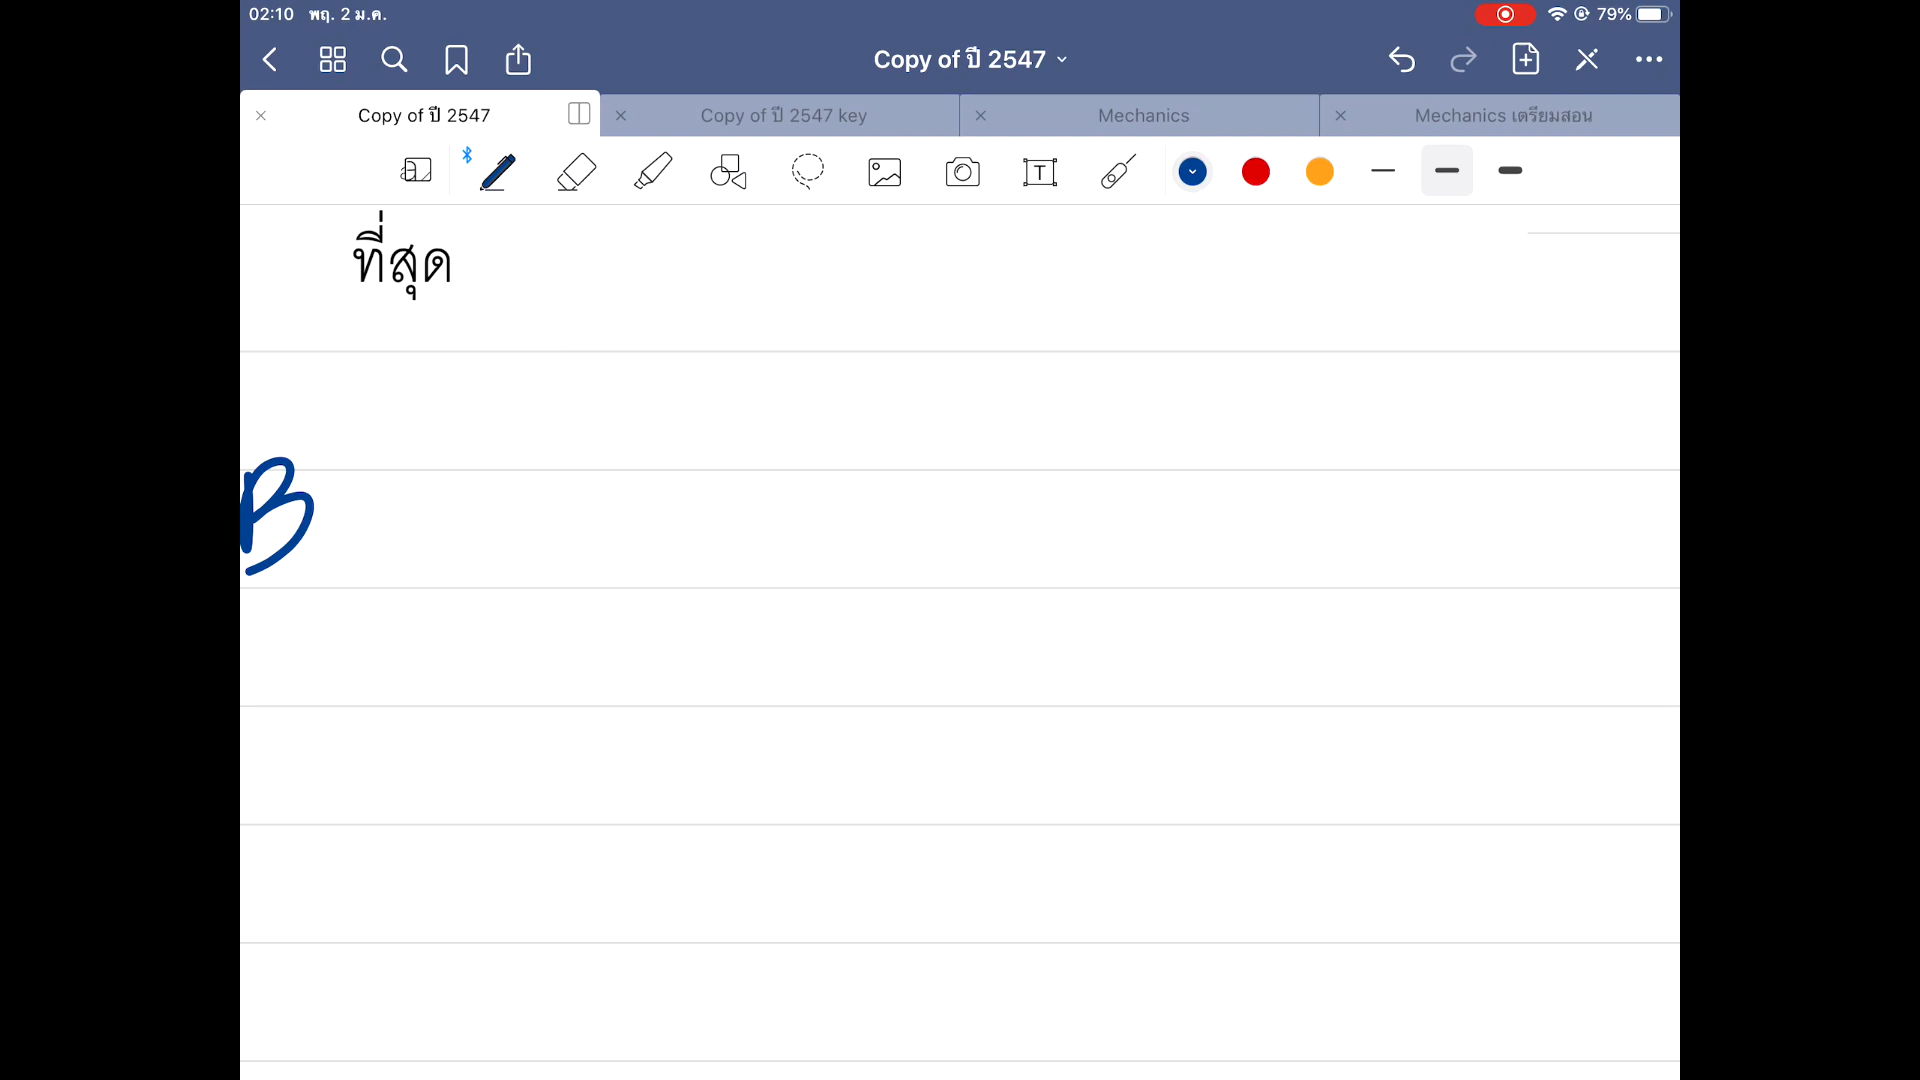 02:10 พฤ. 2 ม.ค. 79%
Copy of ปี 2547
Copy of ปี 2547 Copy of ปี 2547 key Mechanics Mechanics เตรียมสอน
ที่สุด
B